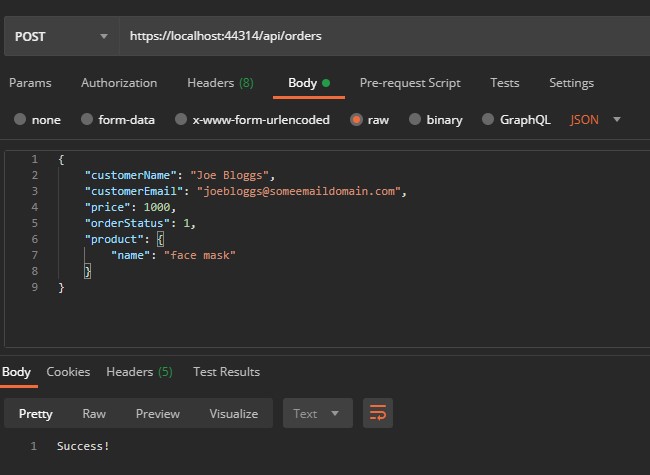 POST https://localhost:44314/api/orders
Params Authorization Headers (8) Body Pre-request Script Tests Settings
none form-data x-www-form-urlencoded raw binary GraphQL JSON
1 {
2 "customerName": "Joe Bloggs",
3 "customerEmail": "joebloggs@someemaildomain.com",
4 "price": 1000,
5 "orderStatus": 1,
6 "product": {
7 "name": "face mask"
8 }
9 }
Body Cookies Headers (5) Test Results
Pretty Raw Preview Visualize Text
1 Success!